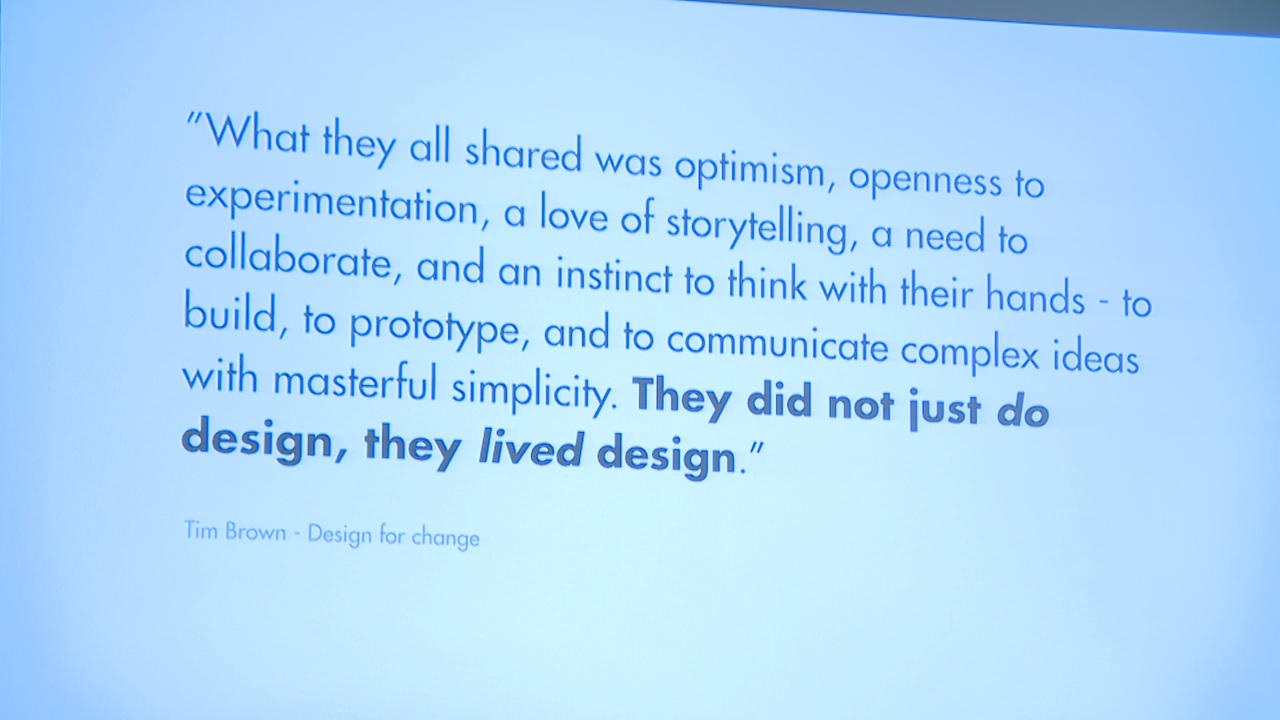 "What they all shared was optimism, openness to
experimentation, a love of storytelling, a need to
collaborate, and an instinct to think with their hands - to
build, to prototype, and to communicate complex ideas
with masterful simplicity. They did not just do
design, they lived design."
Tim Brown - Design for change